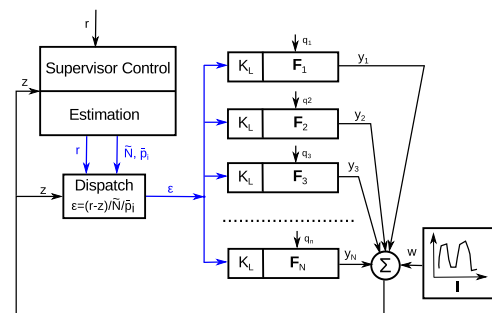 r
z
Supervisor Control
Estimation
r
Ñ, p̄i
z
Dispatch
ε=(r-z)/Ñ/p̄i
ε
q1
KL F1
y1
q2
KL F2
y2
q3
KL F3
y3
qn
KL FN
yN
Σ
w
I